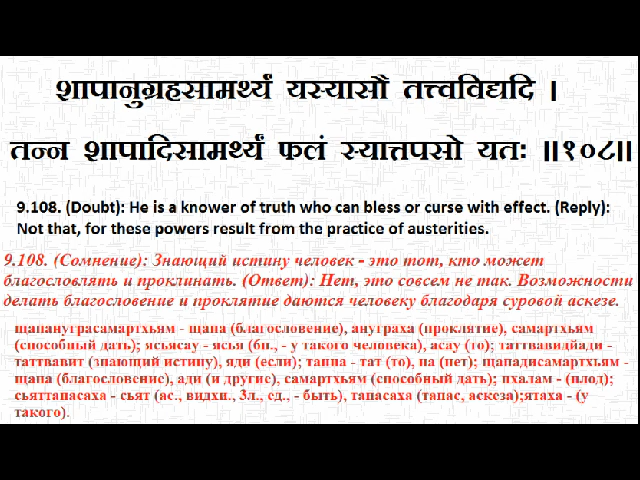 शापानुग्रहसामर्थ्यं यस्यासौ तत्त्वविद्यदि ।
तन्न शापादिसामर्थ्यं फलं स्यात्तपसो यतः ॥१०८॥
9.108. (Doubt): He is a knower of truth who can bless or curse with effect. (Reply):
Not that, for these powers result from the practice of austerities.
9.108. (Сомнение): Знающий истину человек - это тот, кто может
благословлять и проклинать. (Ответ): Нет, это совсем не так. Возможности
делать благословение и проклятие даются человеку благодаря суровой аскезе.
щапануграсамартхьям - щапа (благословение), ануграха (проклятие), самартхьям
(способный дать); ясьясау - ясья (6п., - у такого человека), асау (то); таттвавидйади -
таттвавит (знающий истину), яди (если); танна - тат (то), на (нет); щападисамартхьям -
щапа (благословение), ади (и другие), самартхьям (способный дать); пхалам - (плод);
сьяттапасаха - сьят (ас., видхи., 3л., ед., - быть), тапасаха (тапас, аскеза);ятаха - (у
такого).